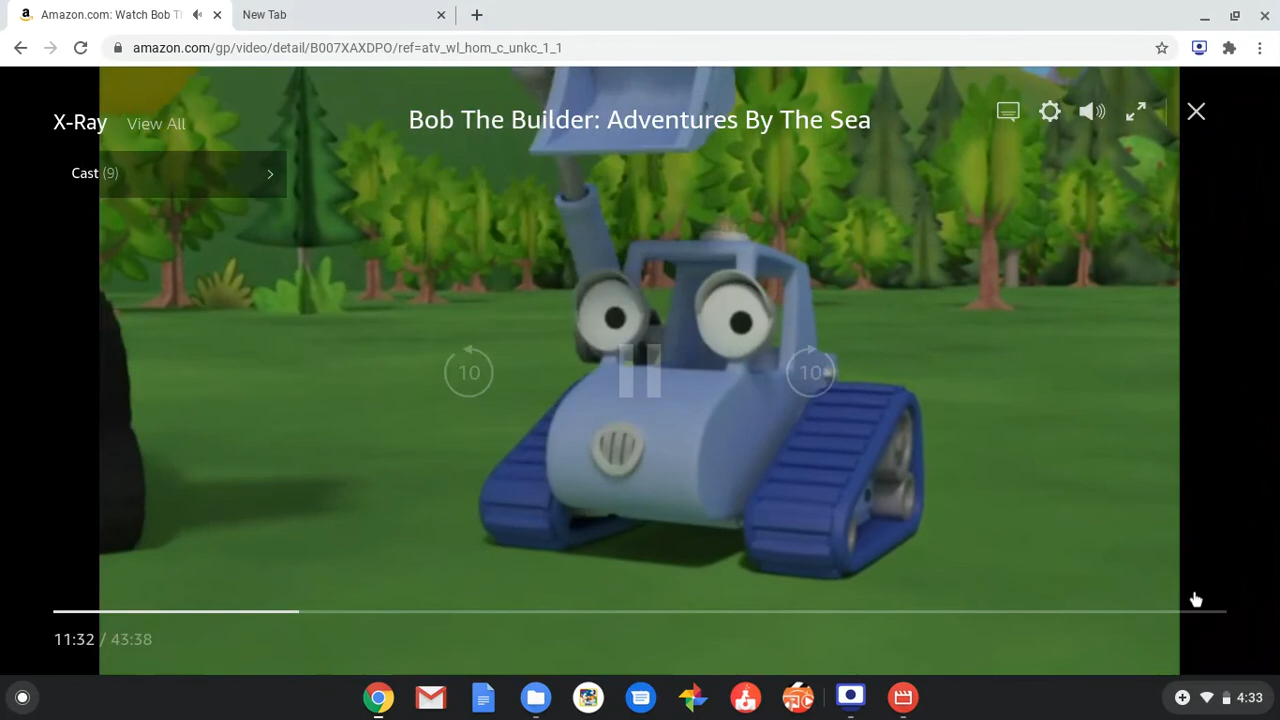 Amazon.com: Watch Bob Th
New Tab
amazon.com/gp/video/detail/B007XAXDPO/ref=atv_wl_hom_c_unkc_1_1
X-Ray View All
Bob The Builder: Adventures By The Sea
Cast (9)
10
10
11:32 / 43:38
4:33